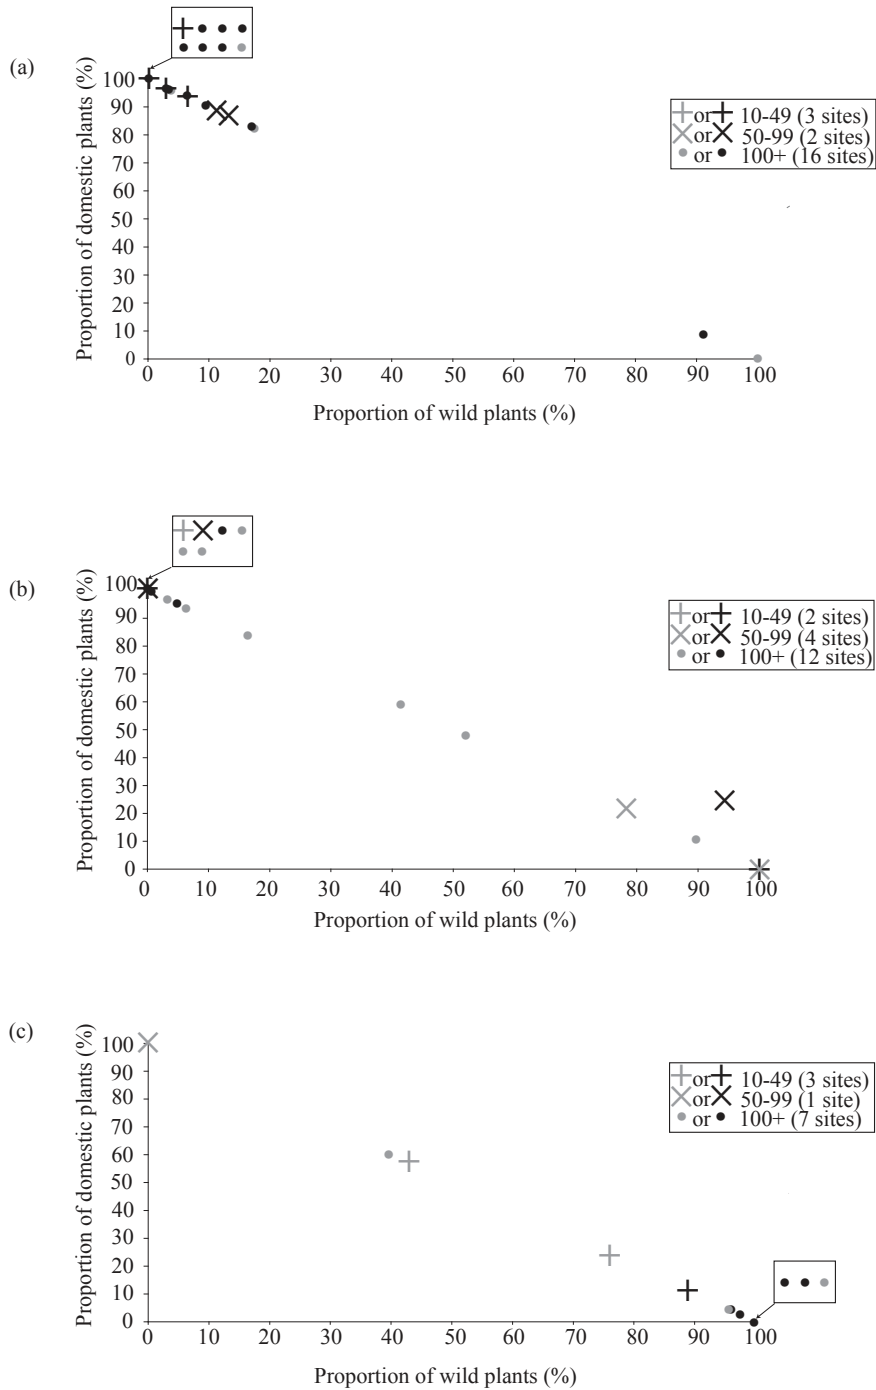 (a)
Proportion of domestic plants (%)
100
90
80
70
60
50
40
30
20
10
0
0 10 20 30 40 50 60 70 80 90 100
Proportion of wild plants (%)
or 10-49 (3 sites)
or 50-99 (2 sites)
or 100+ (16 sites)
(b)
Proportion of domestic plants (%)
100
90
80
70
60
50
40
30
20
10
0
0 10 20 30 40 50 60 70 80 90 100
Proportion of wild plants (%)
or 10-49 (2 sites)
or 50-99 (4 sites)
or 100+ (12 sites)
(c)
Proportion of domestic plants (%)
100
90
80
70
60
50
40
30
20
10
0
0 10 20 30 40 50 60 70 80 90 100
Proportion of wild plants (%)
or 10-49 (3 sites)
or 50-99 (1 site)
or 100+ (7 sites)